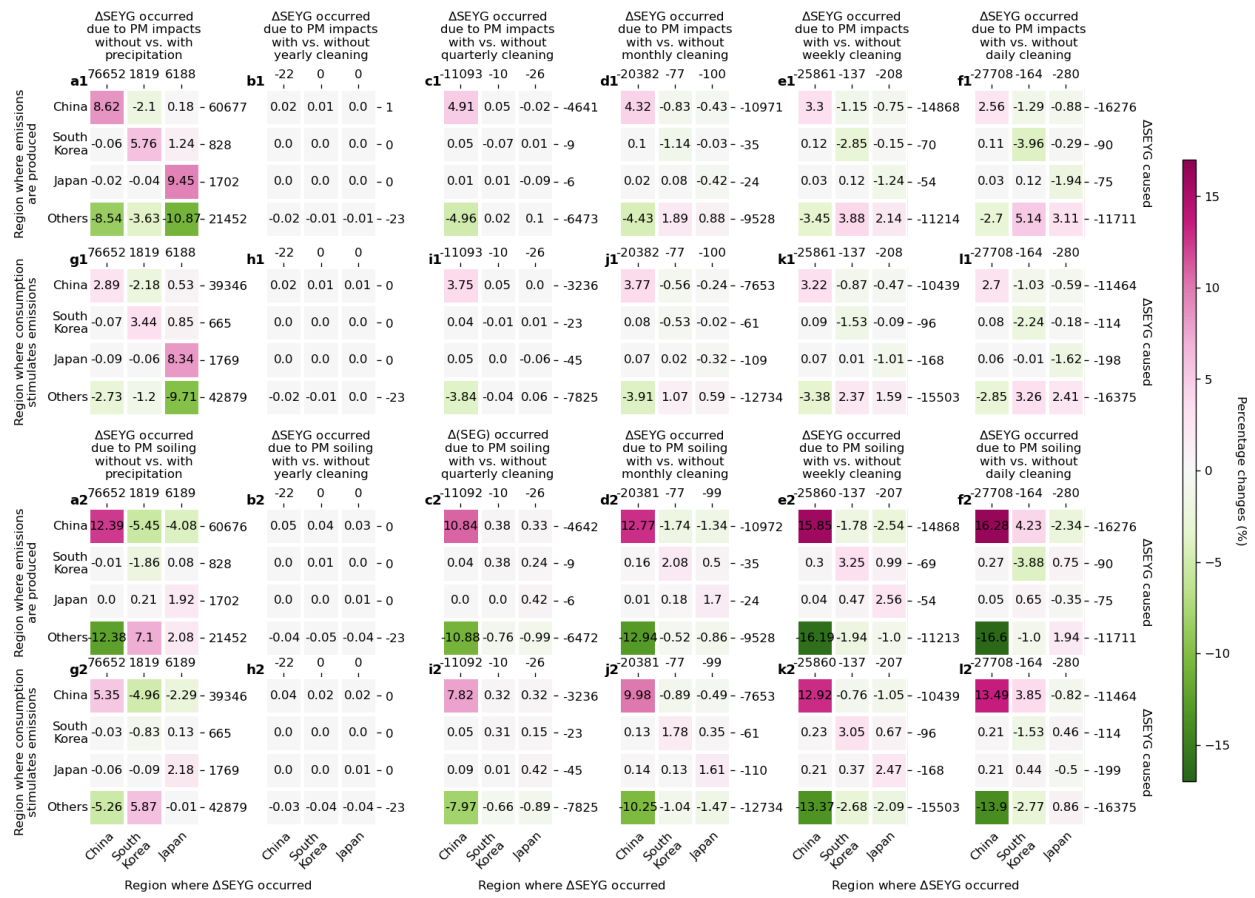 ΔSEYG occurred due to PM impacts without vs. with precipitation
ΔSEYG occurred due to PM impacts with vs. without yearly cleaning
ΔSEYG occurred due to PM impacts with vs. without quarterly cleaning
ΔSEYG occurred due to PM impacts with vs. without monthly cleaning
ΔSEYG occurred due to PM impacts with vs. without weekly cleaning
ΔSEYG occurred due to PM impacts with vs. without daily cleaning
a1 76652 1819 6188 b1 -22 0 0 c1 -11093 -10 -26 d1 -20382 -77 -100 e1 -25861 -137 -208 f1 -27708 -164 -280
China 8.62 -2.1 0.18 60677 0.02 0.01 0.0 1 4.91 0.05 -0.02 -4641 4.32 -0.83 -0.43 -10971 3.3 -1.15 -0.75 -14868 2.56 -1.29 -0.88 -16276
South Korea -0.06 5.76 1.24 828 0.0 0.0 0.0 0 0.05 -0.07 0.01 -9 0.1 -1.14 -0.03 -35 0.12 -2.85 -0.15 -70 0.11 -3.96 -0.29 -90
Japan -0.02 -0.04 9.45 1702 0.0 0.0 0.0 0 0.01 0.01 -0.09 -6 0.02 0.08 -0.42 -24 0.03 0.12 -1.24 -54 0.03 0.12 -1.94 -75
Others -8.54 -3.63 -10.87 21452 -0.02 -0.01 -0.01 -23 -4.96 0.02 0.1 -6473 -4.43 1.89 0.88 -9528 -3.45 3.88 2.14 -11214 -2.7 5.14 3.11 -11711
Region where emissions are produced
ΔSEYG caused
g1 76652 1819 6188 h1 -22 0 0 i1 -11093 -10 -26 j1 -20382 -77 -100 k1 -25861 -137 -208 l1 -27708 -164 -280
China 2.89 -2.18 0.53 39346 0.02 0.01 0.01 0 3.75 0.05 0.0 -3236 3.77 -0.56 -0.24 -7653 3.22 -0.87 -0.47 -10439 2.7 -1.03 -0.59 -11464
South Korea -0.07 3.44 0.85 665 0.0 0.0 0.0 0 0.04 -0.01 0.01 -23 0.08 -0.53 -0.02 -61 0.09 -1.53 -0.09 -96 0.08 -2.24 -0.18 -114
Japan -0.09 -0.06 8.34 1769 0.0 0.0 0.0 0 0.05 0.0 -0.06 -45 0.07 0.02 -0.32 -109 0.07 0.01 -1.01 -168 0.06 -0.01 -1.62 -198
Others -2.73 -1.2 -9.71 42879 -0.02 -0.01 0.0 -23 -3.84 -0.04 0.06 -7825 -3.91 1.07 0.59 -12734 -3.38 2.37 1.59 -15503 -2.85 3.26 2.41 -16375
Region where consumption stimulates emissions
ΔSEYG caused
ΔSEYG occurred due to PM soiling without vs. with precipitation
ΔSEYG occurred due to PM soiling with vs. without yearly cleaning
Δ(SEG) occurred due to PM soiling with vs. without quarterly cleaning
ΔSEYG occurred due to PM soiling with vs. without monthly cleaning
ΔSEYG occurred due to PM soiling with vs. without weekly cleaning
ΔSEYG occurred due to PM soiling with vs. without daily cleaning
a2 76652 1819 6189 b2 -22 0 0 c2 -11092 -10 -26 d2 -20381 -77 -99 e2 -25860 -137 -207 f2 -27708 -164 -280
China 12.39 -5.45 -4.08 60676 0.05 0.04 0.03 0 10.84 0.38 0.33 -4642 12.77 -1.74 -1.34 -10972 15.85 -1.78 -2.54 -14868 16.28 4.23 -2.34 -16276
South Korea -0.01 -1.86 0.08 828 0.0 0.01 0.0 0 0.04 0.38 0.24 -9 0.16 2.08 0.5 -35 0.3 3.25 0.99 -69 0.27 -3.88 0.75 -90
Japan 0.0 0.21 1.92 1702 0.0 0.0 0.01 0 0.0 0.0 0.42 -6 0.01 0.18 1.7 -24 0.04 0.47 2.56 -54 0.05 0.65 -0.35 -75
Others -12.38 7.1 2.08 21452 -0.04 -0.05 -0.04 -23 -10.88 -0.76 -0.99 -6472 -12.94 -0.52 -0.86 -9528 -16.19 -1.94 -1.0 -11213 -16.6 -1.0 1.94 -11711
Region where emissions are produced
ΔSEYG caused
g2 76652 1819 6189 h2 -22 0 0 i2 -11092 -10 -26 j2 -20381 -77 -99 k2 -25860 -137 -207 l2 -27708 -164 -280
China 5.35 -4.96 -2.29 39346 0.04 0.02 0.02 0 7.82 0.32 0.32 -3236 9.98 -0.89 -0.49 -7653 12.92 -0.76 -1.05 -10439 13.49 3.85 -0.82 -11464
South Korea -0.03 -0.83 0.13 665 0.0 0.0 0.0 0 0.05 0.31 0.15 -23 0.13 1.78 0.35 -61 0.23 3.05 0.67 -96 0.21 -1.53 0.46 -114
Japan -0.06 -0.09 2.18 1769 0.0 0.0 0.01 0 0.09 0.01 0.42 -45 0.14 0.13 1.61 -110 0.21 0.37 2.47 -168 0.21 0.44 -0.5 -199
Others -5.26 5.87 -0.01 42879 -0.03 -0.04 -0.04 -23 -7.97 -0.66 -0.89 -7825 -10.25 -1.04 -1.47 -12734 -13.37 -2.68 -2.09 -15503 -13.9 -2.77 0.86 -16375
Region where consumption stimulates emissions
ΔSEYG caused
China South Korea Japan China South Korea Japan China South Korea Japan China South Korea Japan China South Korea Japan China South Korea Japan
Region where ΔSEYG occurred
Region where ΔSEYG occurred
Region where ΔSEYG occurred
15
10
5
0
−5
−10
−15
Percentage changes (%)